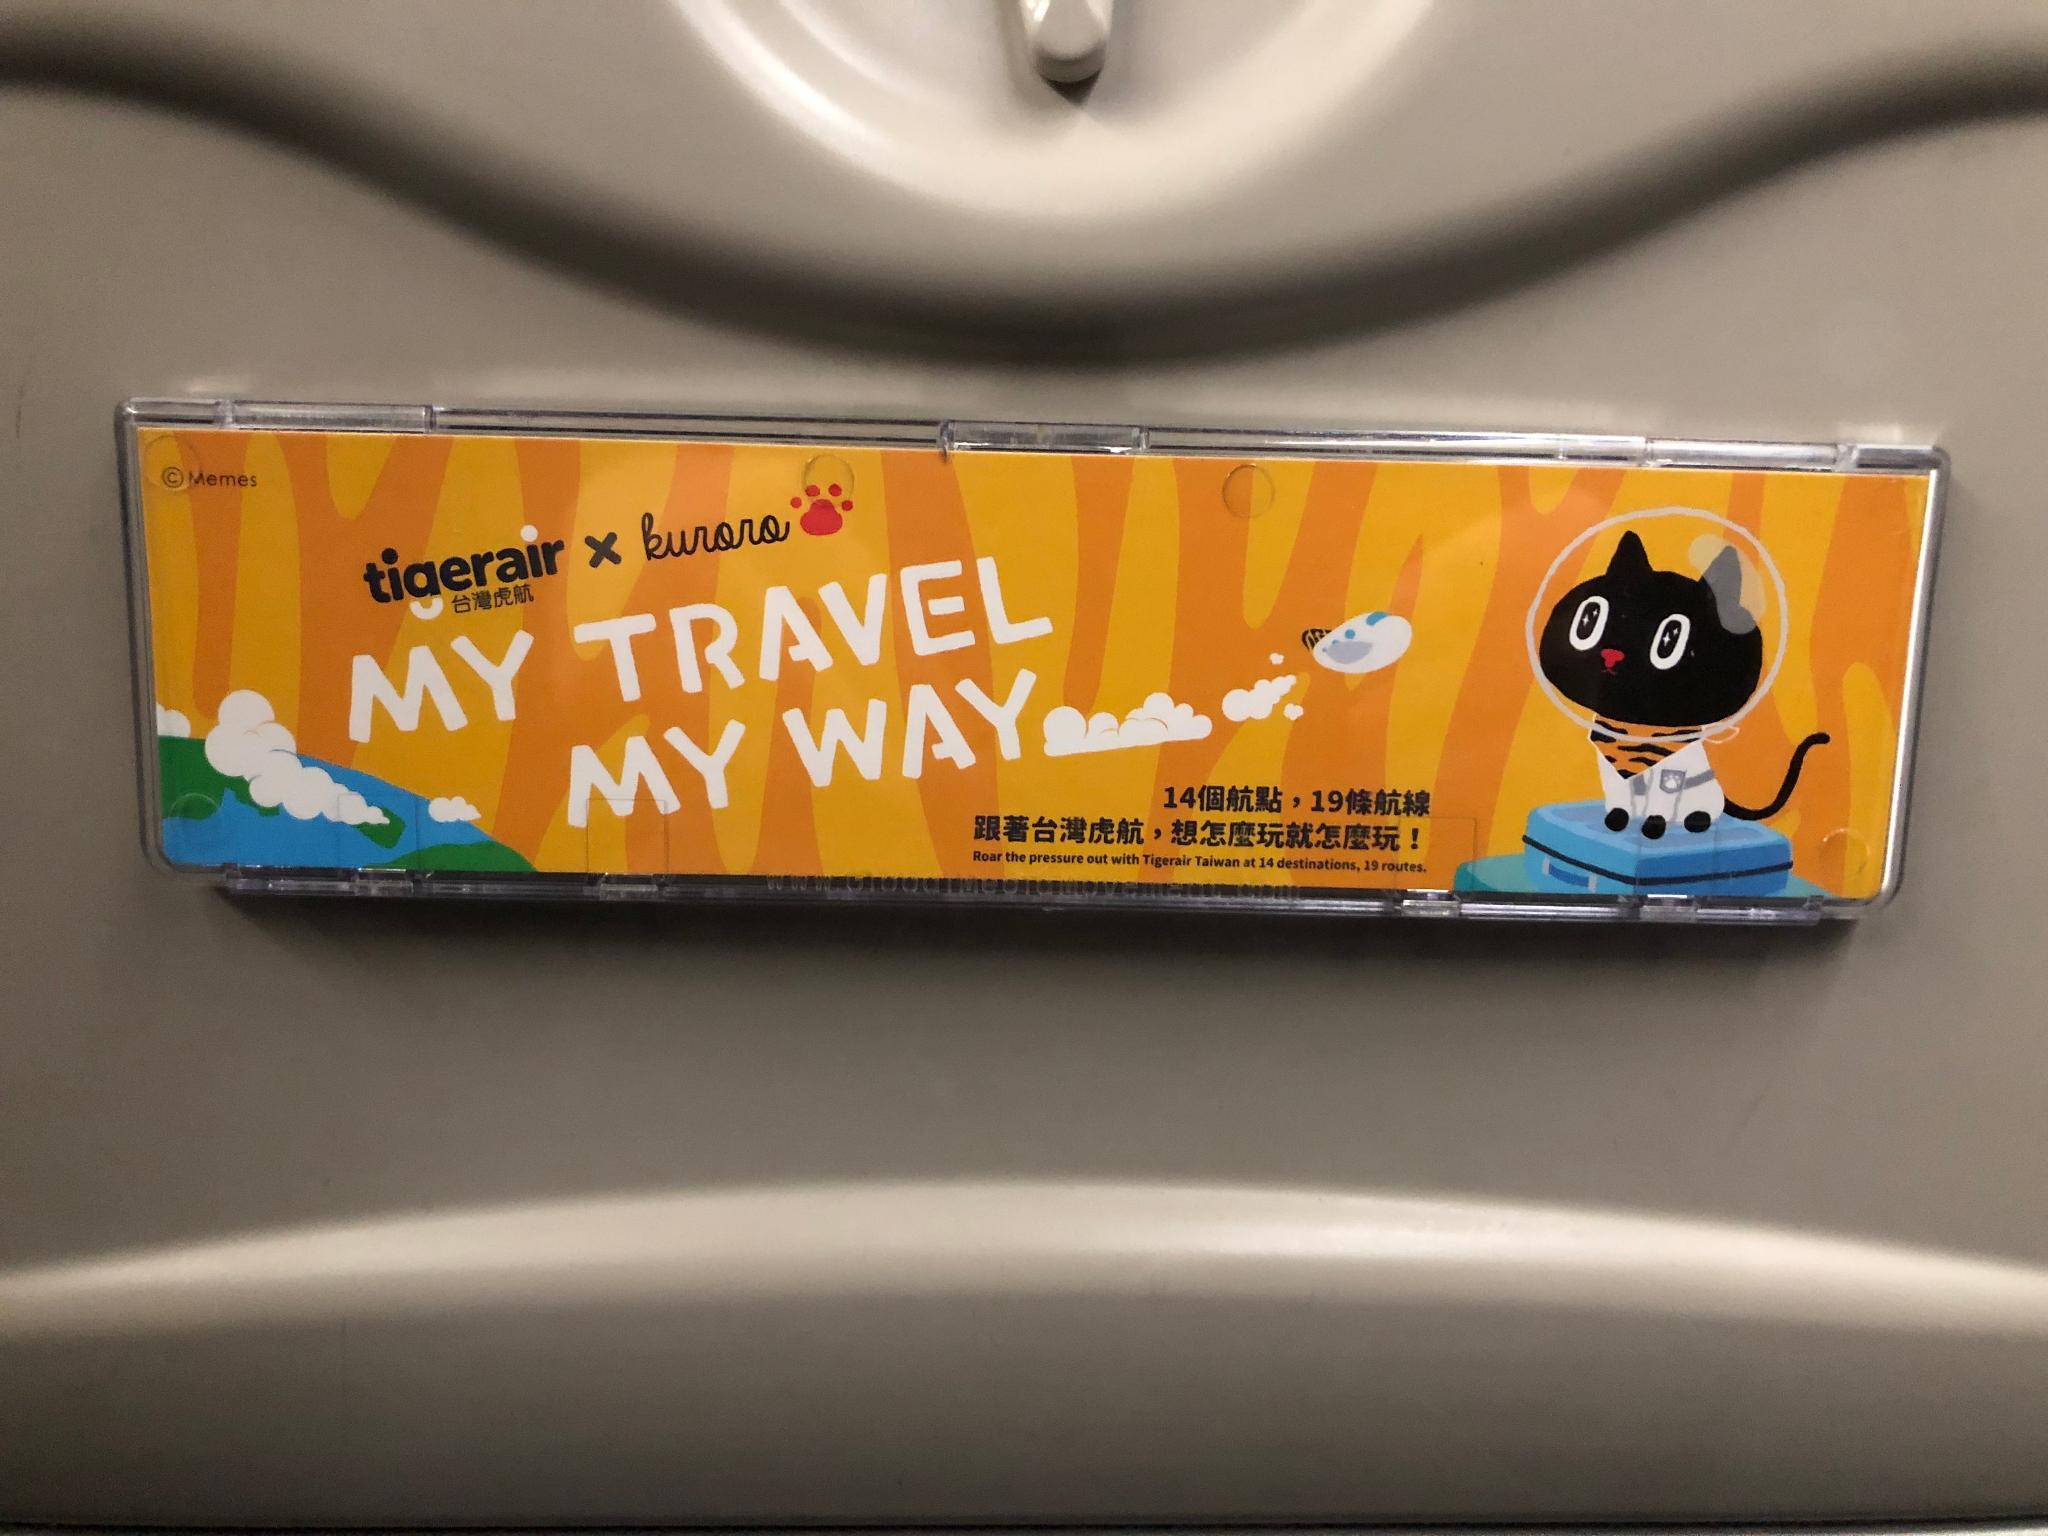 ©Memes
tigerair × kuroro
台灣虎航
MY TRAVEL
MY WAY
14個航點，19條航線
跟著台灣虎航，想怎麼玩就怎麼玩！
Roar the pressure out with Tigerair Taiwan at 14 destinations, 19 routes.